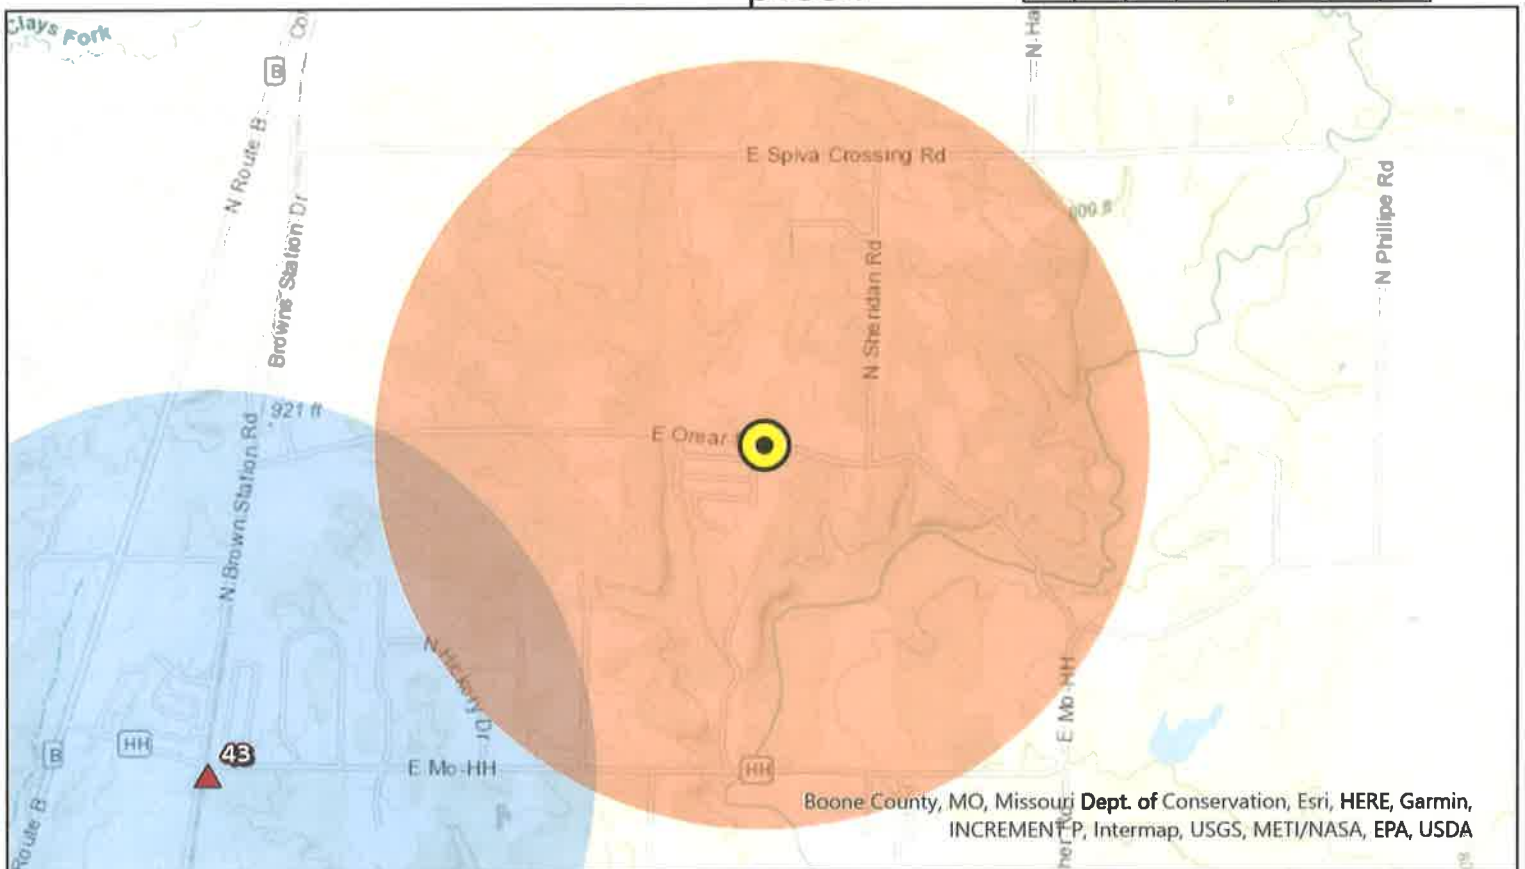 Clays Fork
B
N Route B
Browns Station Dr
E Spiva Crossing Rd
N Ha
N Phillipe Rd
N Sheridan Rd
921 ft
E Orear
N Brown Station Rd
N Hickory Dr
HH
B
43
E Mo-HH
HH
E Mo-HH
Route B
Boone County, MO, Missouri Dept. of Conservation, Esri, HERE, Garmin,
INCREMENT P, Intermap, USGS, METI/NASA, EPA, USDA
her Rd